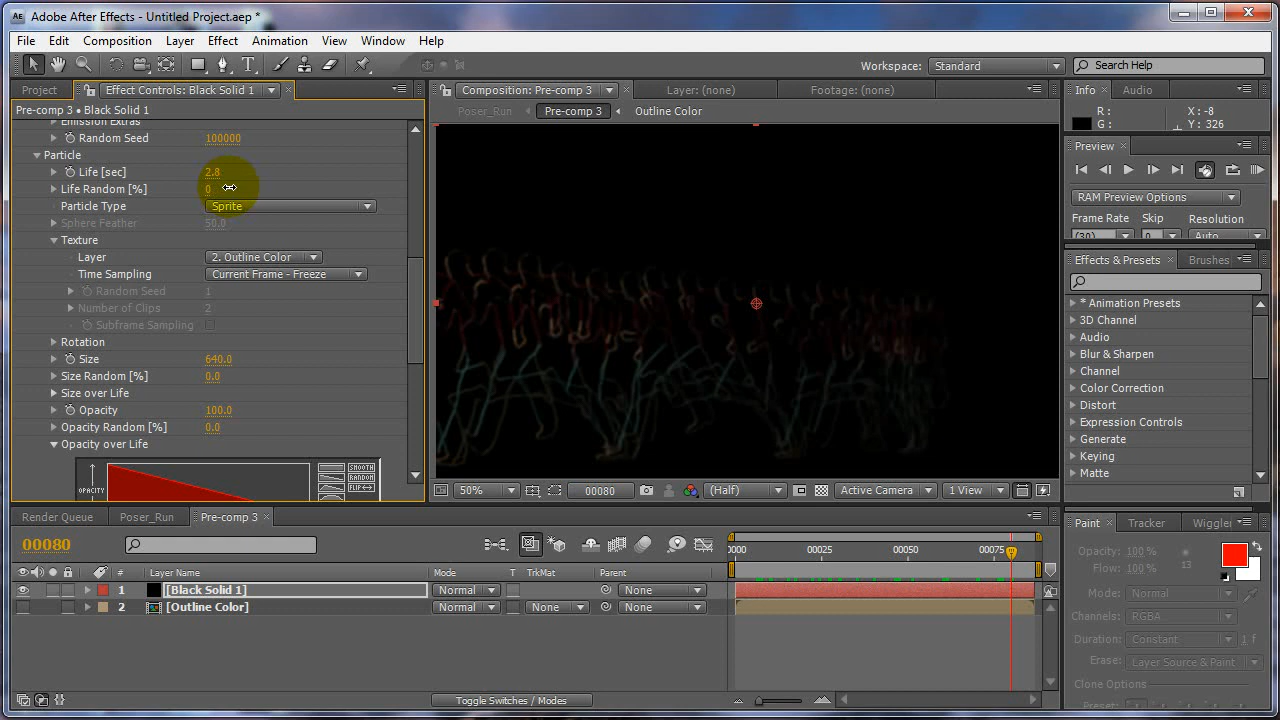 Adobe After Effects - Untitled Project.aep *
File Edit Composition Layer Effect Animation View Window Help
Workspace: Standard Search Help
Project Effect Controls: Black Solid 1
Pre-comp 3 • Black Solid 1
Emission Extras
Random Seed 100000
Particle
Life [sec] 2.8
Life Random [%] 0
Particle Type Sprite
Sphere Feather 50.0
Texture
Layer 2. Outline Color
Time Sampling Current Frame - Freeze
Random Seed 1
Number of Clips 2
Subframe Sampling
Rotation
Size 640.0
Size Random [%] 0.0
Size over Life
Opacity 100.0
Opacity Random [%] 0.0
Opacity over Life
OPACITY
SMOOTH
RANDOM
FLIP
Composition: Pre-comp 3 Layer: (none) Footage: (none)
Poser_Run Pre-comp 3 Outline Color
50% 00080 (Half) Active Camera 1 View
Info Audio
R: X: -8
G: Y: 326
Preview
RAM Preview Options
Frame Rate Skip Resolution
(30) 0 Auto
Effects & Presets Brushes
* Animation Presets
3D Channel
Audio
Blur & Sharpen
Channel
Color Correction
Distort
Expression Controls
Generate
Keying
Matte
Render Queue Poser_Run Pre-comp 3
00080
0000 00025 00050 00075
# Layer Name Mode T TrkMat Parent
1 [Black Solid 1] Normal None
2 [Outline Color] Normal None None
Toggle Switches / Modes
Paint Tracker Wiggler
Opacity: 100 %
Flow: 100 % 13
Mode: Normal
Channels: RGBA
Duration: Constant 1 f
Erase: Layer Source & Paint
Clone Options
Preset: